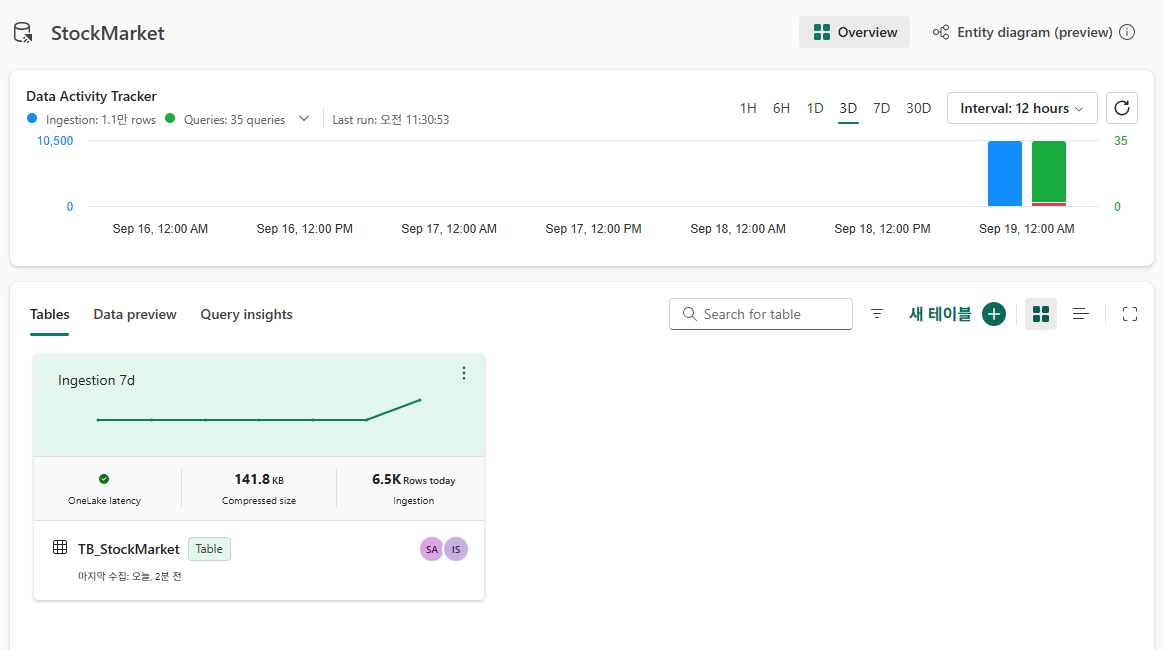 StockMarket
Overview
Entity diagram (preview)
Data Activity Tracker
Ingestion: 1.1만 rows
Queries: 35 queries
Last run: 오전 11:30:53
1H 6H 1D 3D 7D 30D
Interval: 12 hours
10,500
35
0
0
Sep 16, 12:00 AM
Sep 16, 12:00 PM
Sep 17, 12:00 AM
Sep 17, 12:00 PM
Sep 18, 12:00 AM
Sep 18, 12:00 PM
Sep 19, 12:00 AM
Tables
Data preview
Query insights
Search for table
새 테이블
Ingestion 7d
OneLake latency
141.8 KB
Compressed size
6.5K Rows today
Ingestion
TB_StockMarket
Table
SA
IS
마지막 수집: 오늘, 2분 전